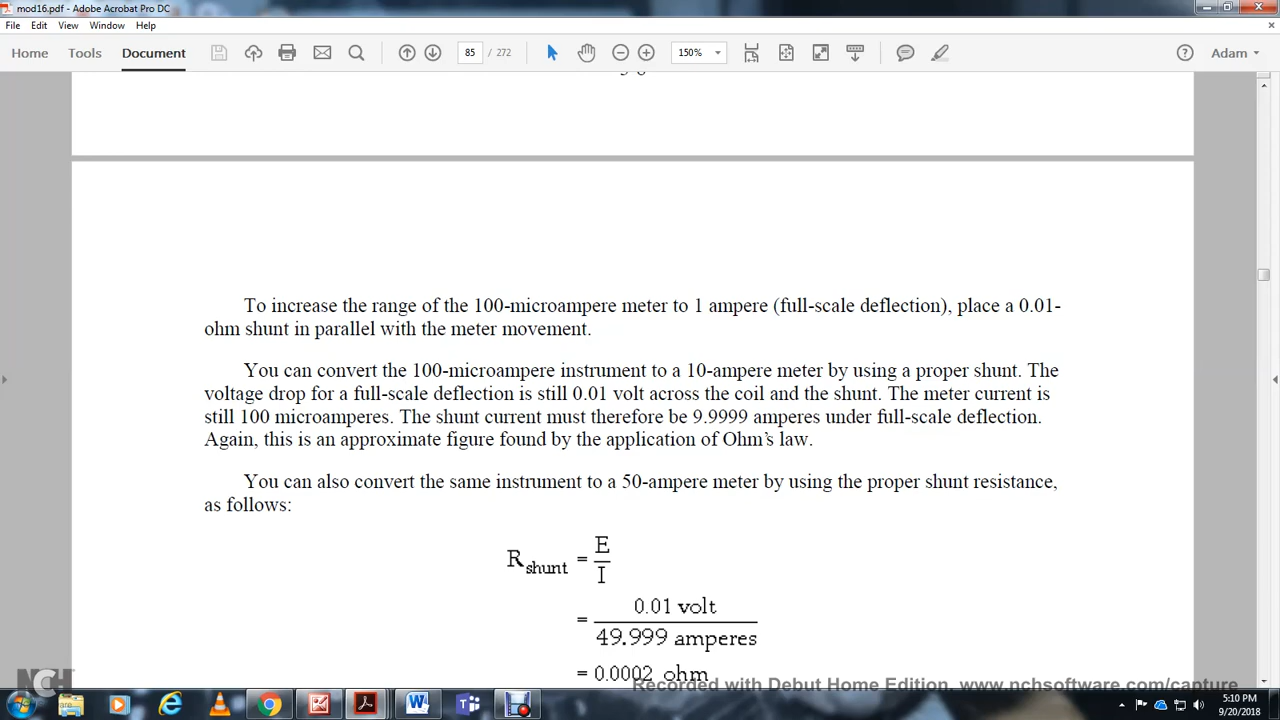 mod16.pdf - Adobe Acrobat Pro DC
File Edit View Window Help
Home Tools Document 85 / 272 150% Adam
To increase the range of the 100-microampere meter to 1 ampere (full-scale deflection), place a 0.01-
ohm shunt in parallel with the meter movement.
You can convert the 100-microampere instrument to a 10-ampere meter by using a proper shunt. The
voltage drop for a full-scale deflection is still 0.01 volt across the coil and the shunt. The meter current is
still 100 microamperes. The shunt current must therefore be 9.9999 amperes under full-scale deflection.
Again, this is an approximate figure found by the application of Ohm's law.
You can also convert the same instrument to a 50-ampere meter by using the proper shunt resistance,
as follows:
R shunt = E
I
= 0.01 volt
49.999 amperes
= 0.0002 ohm
NCH
Recorded with Debut Home Edition. www.nchsoftware.com/capture
5:10 PM
9/20/2018